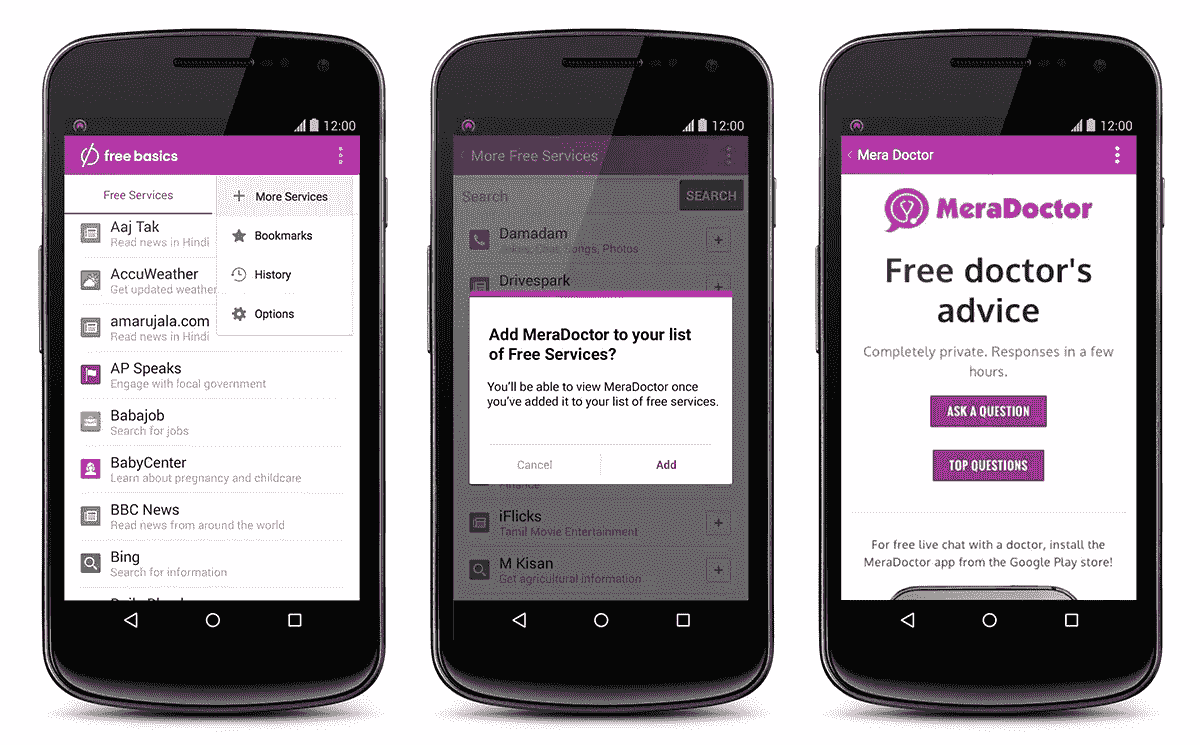 12:00
free basics
Free Services
More Services
Bookmarks
History
Options
Aaj Tak
Read news in Hindi
AccuWeather
Get updated weather
amarujala.com
Read news in Hindi
AP Speaks
Engage with local government
Babajob
Search for jobs
BabyCenter
Learn about pregnancy and childcare
BBC News
Read news from around the world
Bing
Search for information
12:00
More Free Services
Search
SEARCH
Damadam
Songs, Photos
Drivespark
Add MeraDoctor to your list
of Free Services?
You'll be able to view MeraDoctor once
you've added it to your list of free services.
Cancel
Add
Finance
iFlicks
Tamil Movie Entertainment
M Kisan
Get agricultural information
12:00
Mera Doctor
MeraDoctor
Free doctor's
advice
Completely private. Responses in a few
hours.
ASK A QUESTION
TOP QUESTIONS
For free live chat with a doctor, install the
MeraDoctor app from the Google Play store!